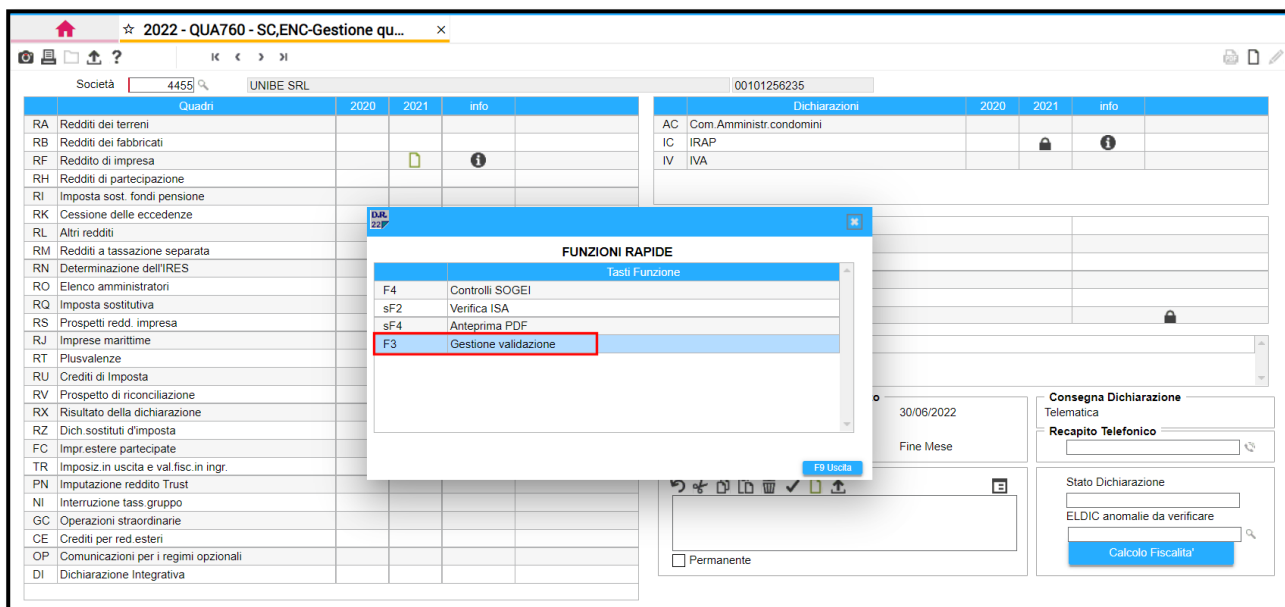 ☆ 2022 - QUA760 - SC,ENC-Gestione qu... ×
?
Società 4455 UNIBE SRL 00101256235
Quadri 2020 2021 info
RA Redditi dei terreni
RB Redditi dei fabbricati
RF Reddito di impresa
RH Redditi di partecipazione
RI Imposta sost. fondi pensione
RK Cessione delle eccedenze
RL Altri redditi
RM Redditi a tassazione separata
RN Determinazione dell'IRES
RO Elenco amministratori
RQ Imposta sostitutiva
RS Prospetti redd. impresa
RJ Imprese marittime
RT Plusvalenze
RU Crediti di Imposta
RV Prospetto di riconciliazione
RX Risultato della dichiarazione
RZ Dich.sostituti d'imposta
FC Impr.estere partecipate
TR Imposiz.in uscita e val.fisc.in ingr.
PN Imputazione reddito Trust
NI Interruzione tass.gruppo
GC Operazioni straordinarie
CE Crediti per red.esteri
OP Comunicazioni per i regimi opzionali
DI Dichiarazione Integrativa
Dichiarazioni 2020 2021 info
AC Com.Amministr.condomini
IC IRAP
IV IVA
D.R.
22
FUNZIONI RAPIDE
Tasti Funzione
F4 Controlli SOGEI
sF2 Verifica ISA
sF4 Anteprima PDF
F3 Gestione validazione
F9 Uscita
o
30/06/2022
Fine Mese
Consegna Dichiarazione
Telematica
Recapito Telefonico
Permanente
Stato Dichiarazione
ELDIC anomalie da verificare
Calcolo Fiscalita'